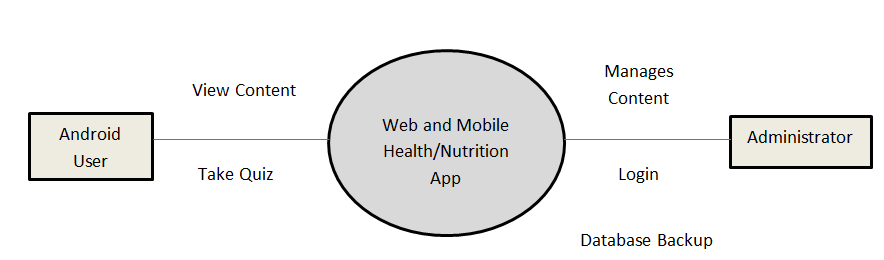 Android
User
View Content
Take Quiz
Web and Mobile
Health/Nutrition
App
Manages
Content
Login
Database Backup
Administrator